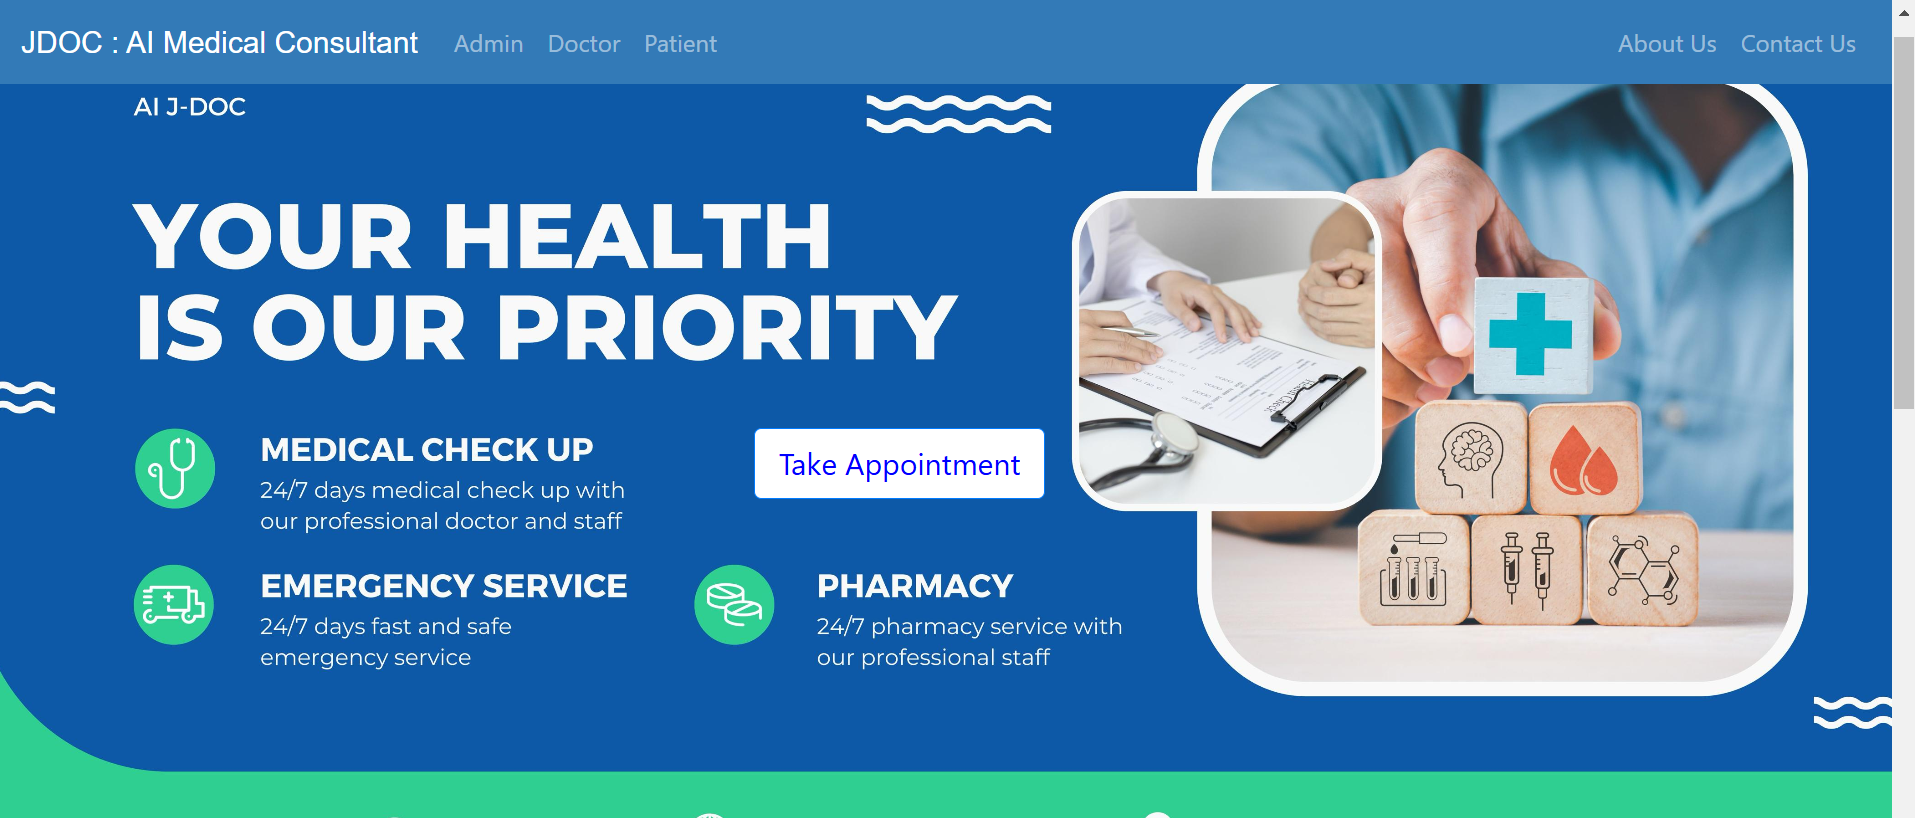 JDOC : AI Medical Consultant
Admin
Doctor
Patient
About Us
Contact Us
AI J-DOC
YOUR HEALTH
IS OUR PRIORITY
MEDICAL CHECK UP
24/7 days medical check up with
our professional doctor and staff
Take Appointment
EMERGENCY SERVICE
24/7 days fast and safe
emergency service
PHARMACY
24/7 pharmacy service with
our professional staff